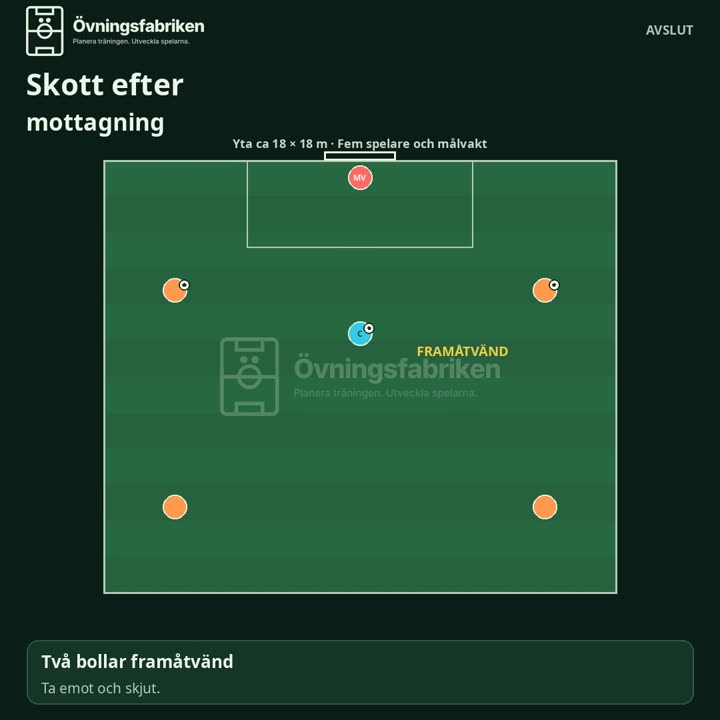 Övningsfabriken
Planera träningen. Utveckla spelarna.
AVSLUT
Skott efter
mottagning
Yta ca 18 × 18 m · Fem spelare och målvakt
MV
C
FRAMÅTVÄND
Övningsfabriken
Planera träningen. Utveckla spelarna.
Två bollar framåtvänd
Ta emot och skjut.